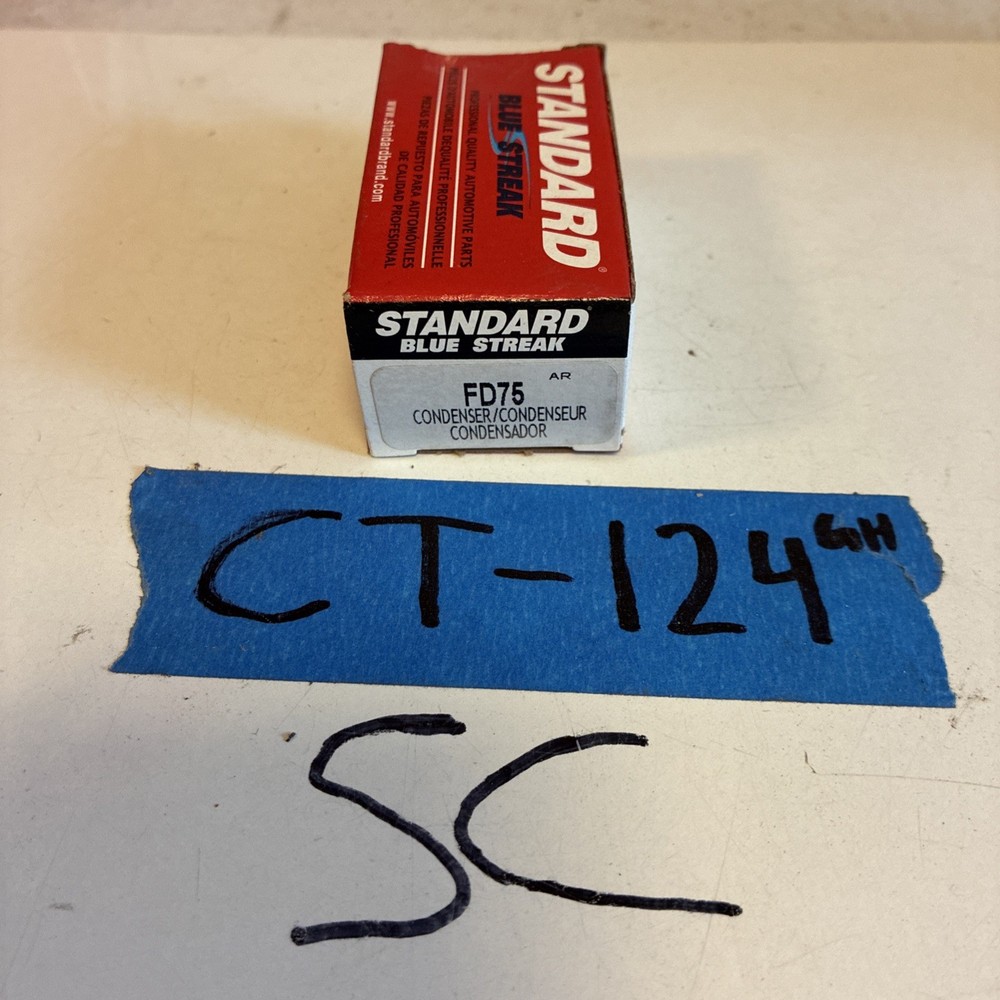 STANDARD®
BLUE STREAK
PROFESSIONAL QUALITY AUTOMOTIVE PARTS
PIÈCES D'AUTOMOBILE DE QUALITÉ PROFESSIONNELLE
PIEZAS DE REPUESTO PARA AUTOMÓVILES
DE CALIDAD PROFESIONAL
www.standardbrand.com
STANDARD
BLUE STREAK
AR
FD75
CONDENSER/CONDENSEUR
CONDENSADOR
CT-124 GH
SC